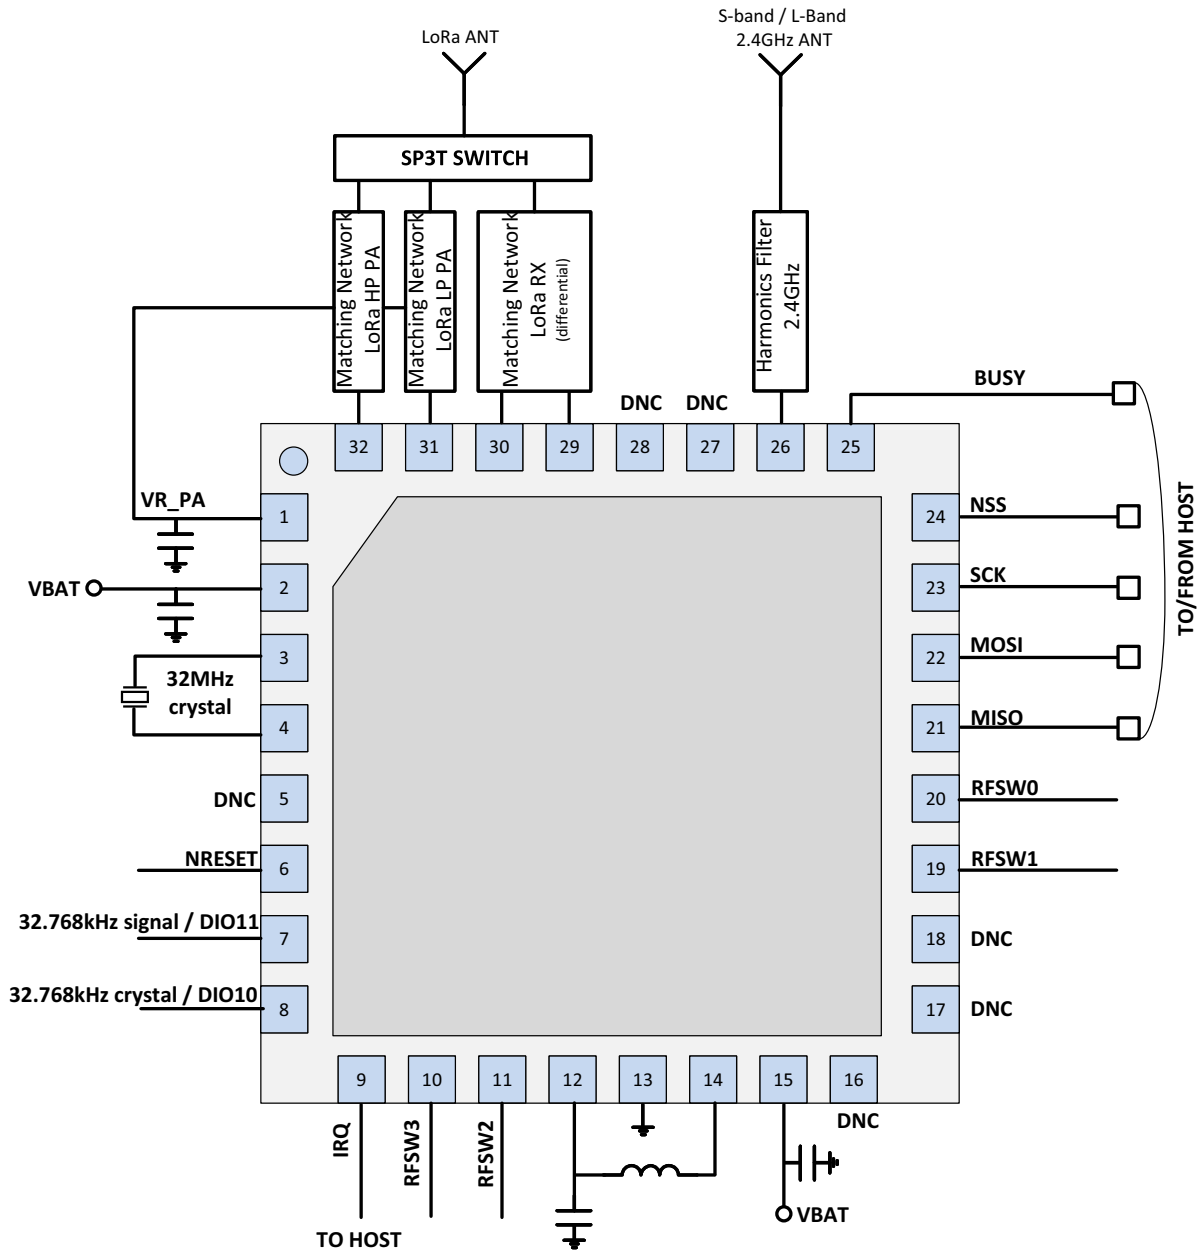 S-band / L-Band
2.4GHz ANT
LoRa ANT
SP3T SWITCH
Matching Network
LoRa HP PA
Matching Network
LoRa LP PA
Matching Network
LoRa RX
(differential)
Harmonics Filter
2.4GHz
BUSY
DNC
DNC
32
31
30
29
28
27
26
25
VR_PA
1
VBAT
2
3
32MHz
crystal
4
DNC
5
NRESET
6
32.768kHz signal / DIO11
7
32.768kHz crystal / DIO10
8
24
NSS
23
SCK
22
MOSI
21
MISO
TO/FROM HOST
20
RFSW0
19
RFSW1
18
DNC
17
DNC
9
10
11
12
13
14
15
16
IRQ
RFSW3
RFSW2
DNC
VBAT
TO HOST